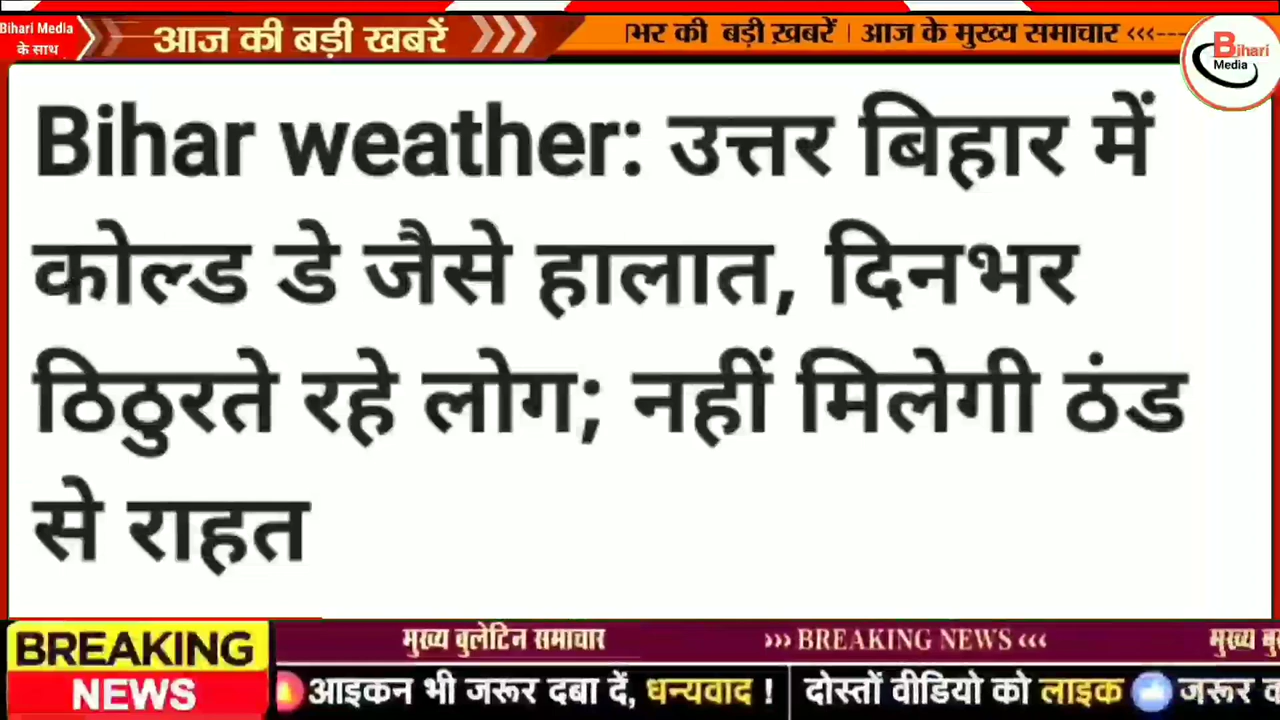 Bihari Media
के साथ
आज की बड़ी खबरें
भर की बड़ी ख़बरें | आज के मुख्य समाचार
Bihari
Media
Bihar weather: उत्तर बिहार में
कोल्ड डे जैसे हालात, दिनभर
ठिठुरते रहे लोग; नहीं मिलेगी ठंड
से राहत
BREAKING
NEWS
मुख्य बुलेटिन समाचार ››› BREAKING NEWS ‹‹‹ मुख्य
आइकन भी जरूर दबा दें, धन्यवाद ! दोस्तों वीडियो को लाइक जरूर